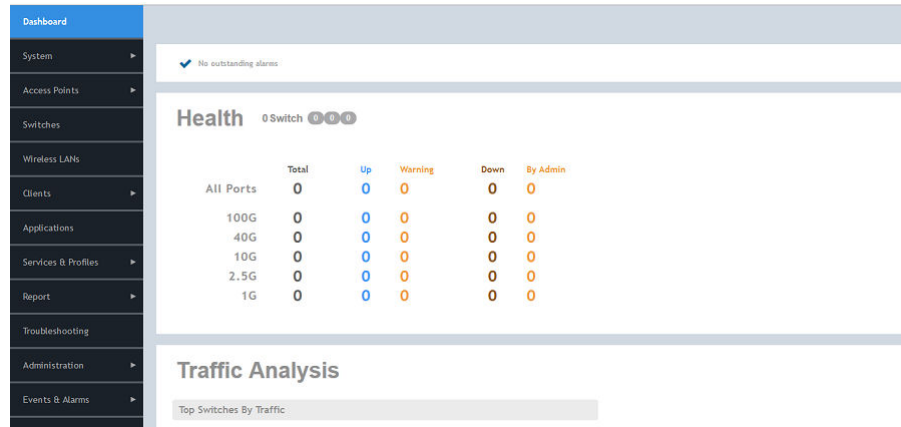 Dashboard
System
Access Points
Switches
Wireless LANs
Clients
Applications
Services & Profiles
Report
Troubleshooting
Administration
Events & Alarms
No outstanding alarms
Health 0 Switch 0 0 0
Total Up Warning Down By Admin
All Ports 0 0 0 0 0
100G 0 0 0 0 0
40G 0 0 0 0 0
10G 0 0 0 0 0
2.5G 0 0 0 0 0
1G 0 0 0 0 0
Traffic Analysis
Top Switches By Traffic